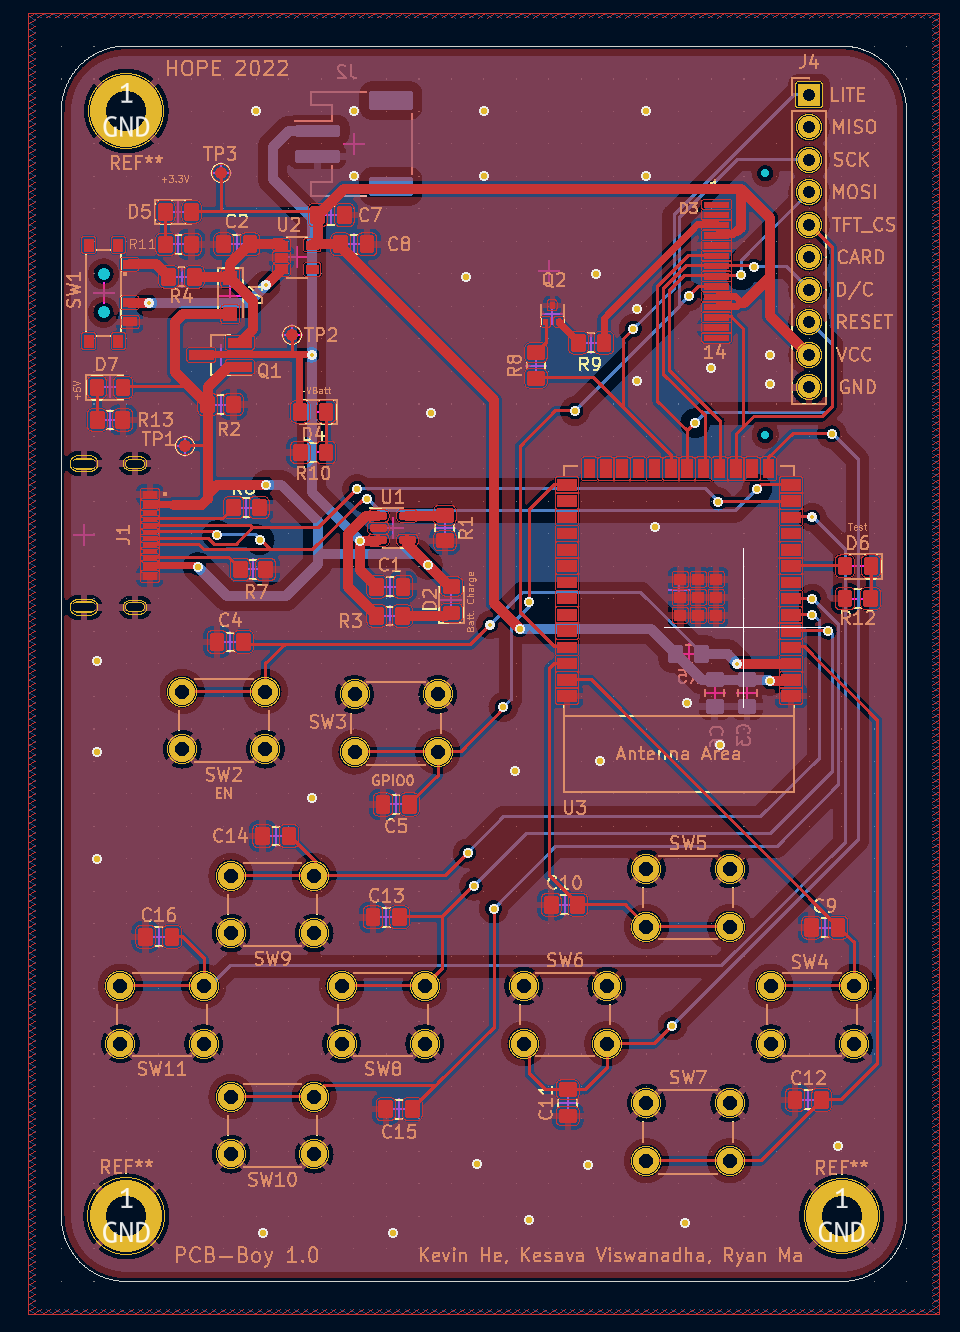 HOPE 2022
J2
J4
1
GND
REF**
LITE
MISO
SCK
MOSI
TFT_CS
CARD
D/C
RESET
VCC
GND
TP3
+3.3V
D5
C2
U2
C7
C8
R11
R4
SW1
D3
14
Q2
R8
R9
TP2
Q1
D7
+5V
R13
R2
TP1
D4
R10
J1
U1
R1
R7
C1
D2
R3
Batt. Charge
C4
Test
D6
R12
C3
SW2
EN
SW3
GPIO0
C5
Antenna Area
U3
C14
SW9
C13
C10
SW5
C9
C16
SW11
SW8
SW6
SW4
SW10
C15
C11
SW7
C12
REF**
1
GND
REF**
1
GND
PCB-Boy 1.0
Kevin He, Kesava Viswanadha, Ryan Ma